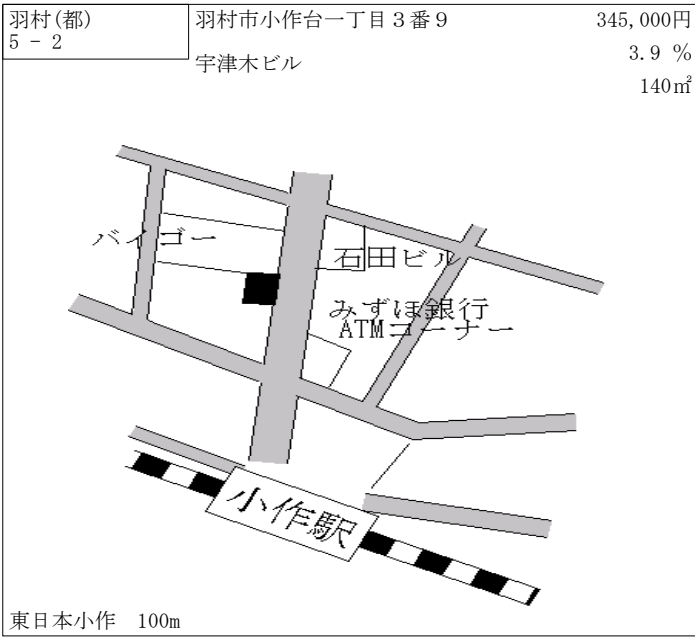 羽村(都)
5 - 2
羽村市小作台一丁目３番９
宇津木ビル
345,000円
3.9 %
140㎡
バイゴー
石田ビル
みずほ銀行
ATMコーナー
小作駅
東日本小作 100m